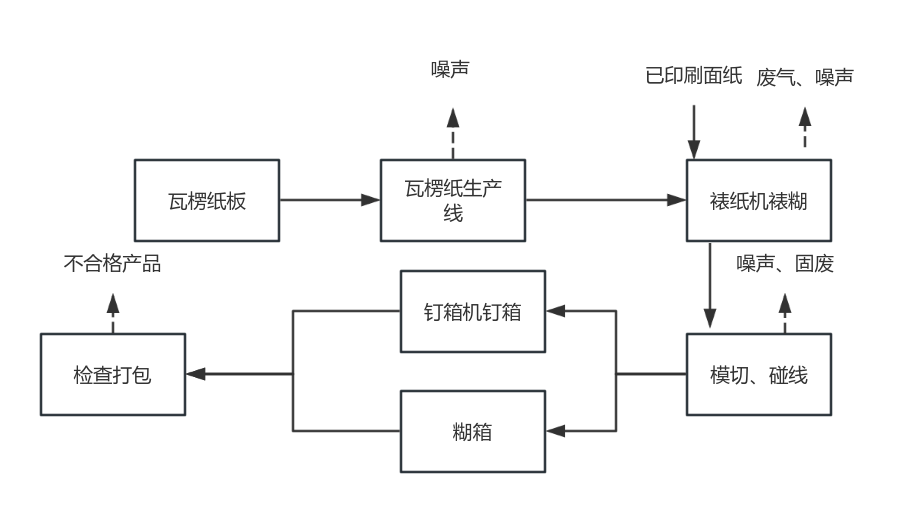 噪声
已印刷面纸
废气、噪声
瓦楞纸板
瓦楞纸生产
线
裱纸机裱糊
不合格产品
噪声、固废
钉箱机钉箱
检查打包
模切、碰线
糊箱